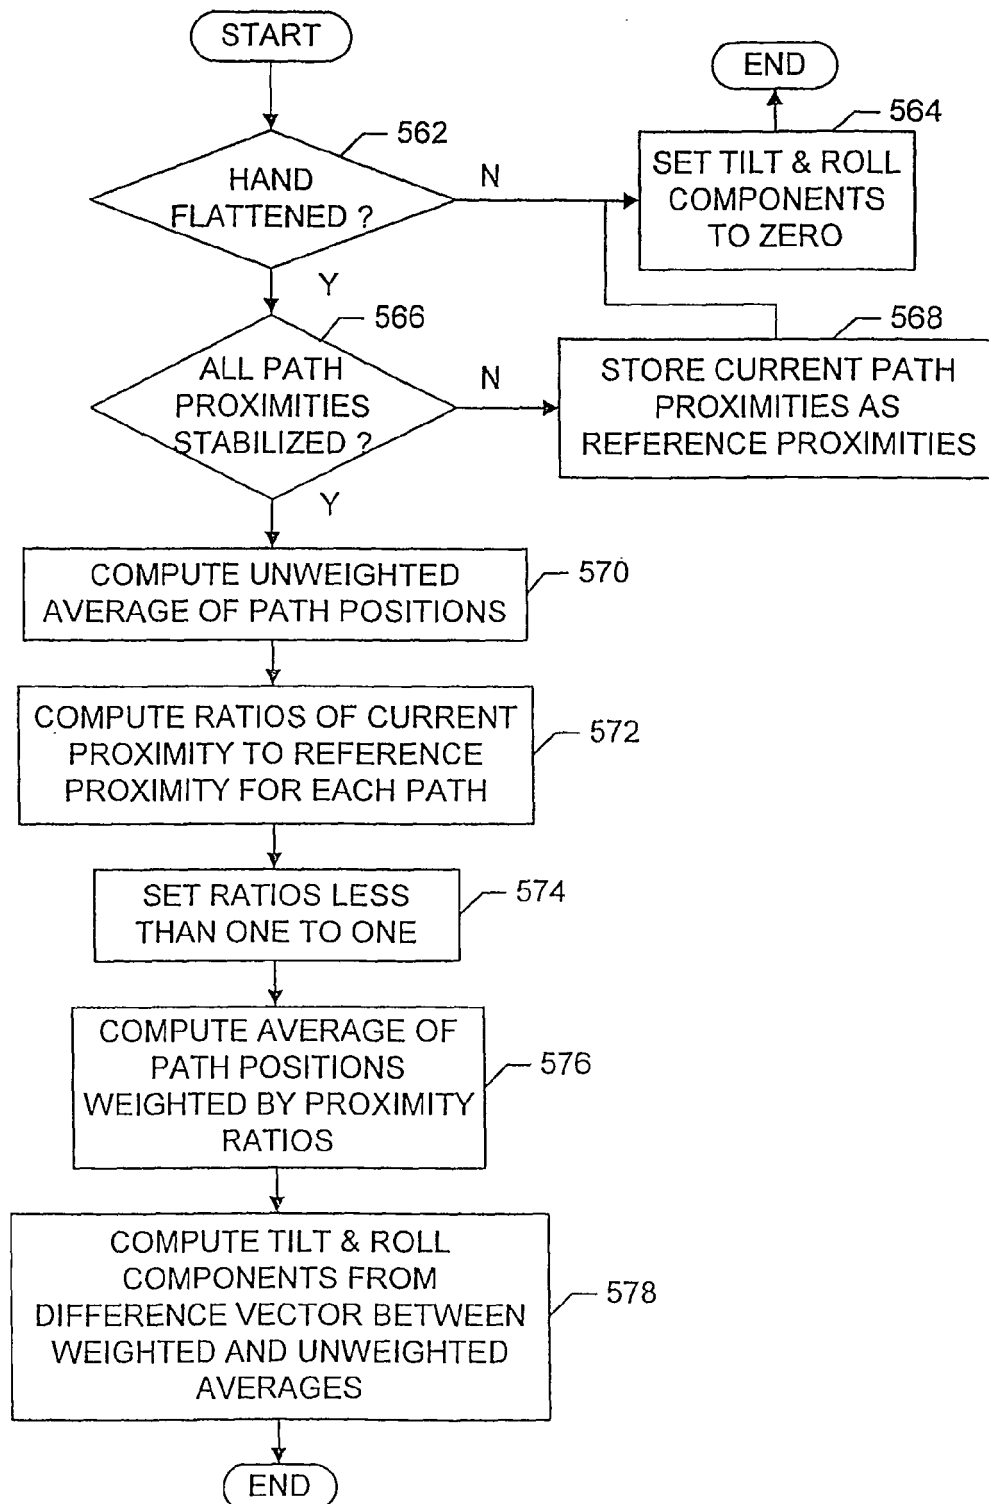 START
END
562
564
HAND
FLATTENED ?
N
SET TILT & ROLL
COMPONENTS
TO ZERO
Y
566
568
ALL PATH
PROXIMITIES
STABILIZED ?
N
STORE CURRENT PATH
PROXIMITIES AS
REFERENCE PROXIMITIES
Y
COMPUTE UNWEIGHTED
AVERAGE OF PATH POSITIONS
570
COMPUTE RATIOS OF CURRENT
PROXIMITY TO REFERENCE
PROXIMITY FOR EACH PATH
572
SET RATIOS LESS
THAN ONE TO ONE
574
COMPUTE AVERAGE OF
PATH POSITIONS
WEIGHTED BY PROXIMITY
RATIOS
576
COMPUTE TILT & ROLL
COMPONENTS FROM
DIFFERENCE VECTOR BETWEEN
WEIGHTED AND UNWEIGHTED
AVERAGES
578
END